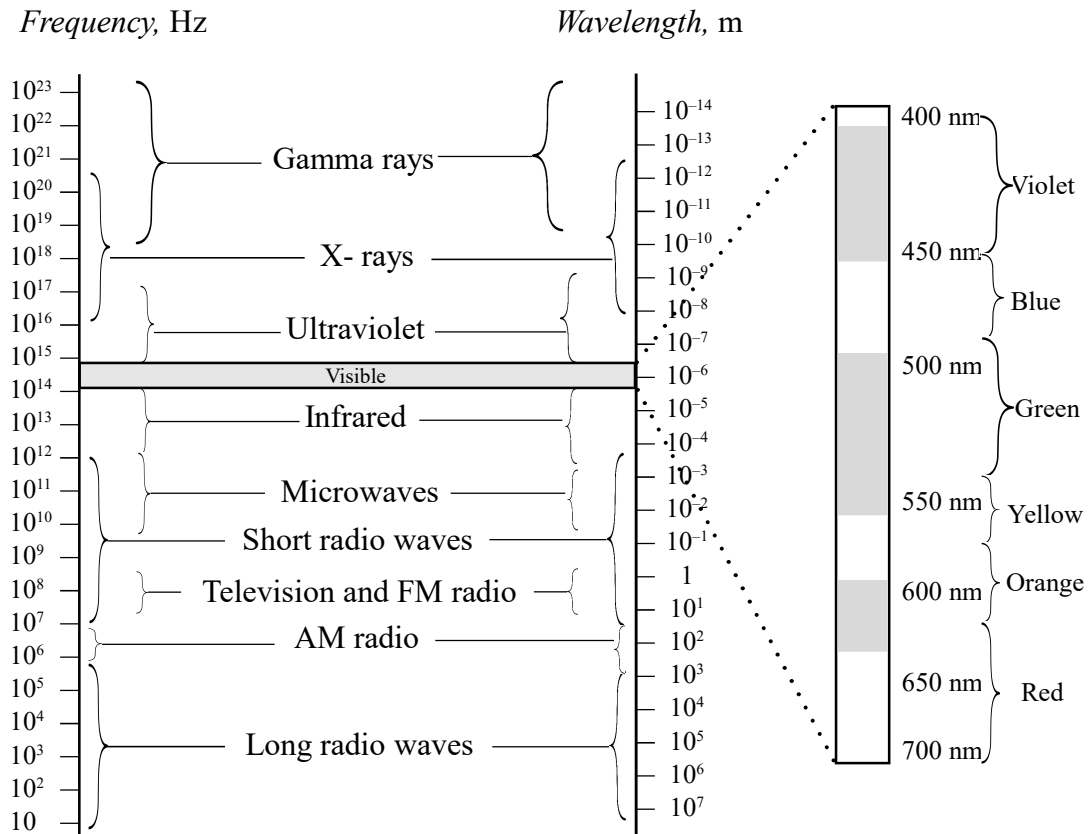 Frequency, Hz
Wavelength, m
10²³
10²²
10²¹
10²⁰
10¹⁹
10¹⁸
10¹⁷
10¹⁶
10¹⁵
10¹⁴
10¹³
10¹²
10¹¹
10¹⁰
10⁹
10⁸
10⁷
10⁶
10⁵
10⁴
10³
10²
10
Gamma rays
X- rays
Ultraviolet
Visible
Infrared
Microwaves
Short radio waves
Television and FM radio
AM radio
Long radio waves
10⁻¹⁴
10⁻¹³
10⁻¹²
10⁻¹¹
10⁻¹⁰
10⁻⁹
10⁻⁸
10⁻⁷
10⁻⁶
10⁻⁵
10⁻⁴
10⁻³
10⁻²
10⁻¹
1
10¹
10²
10³
10⁴
10⁵
10⁶
10⁷
400 nm
450 nm
500 nm
550 nm
600 nm
650 nm
700 nm
Violet
Blue
Green
Yellow
Orange
Red